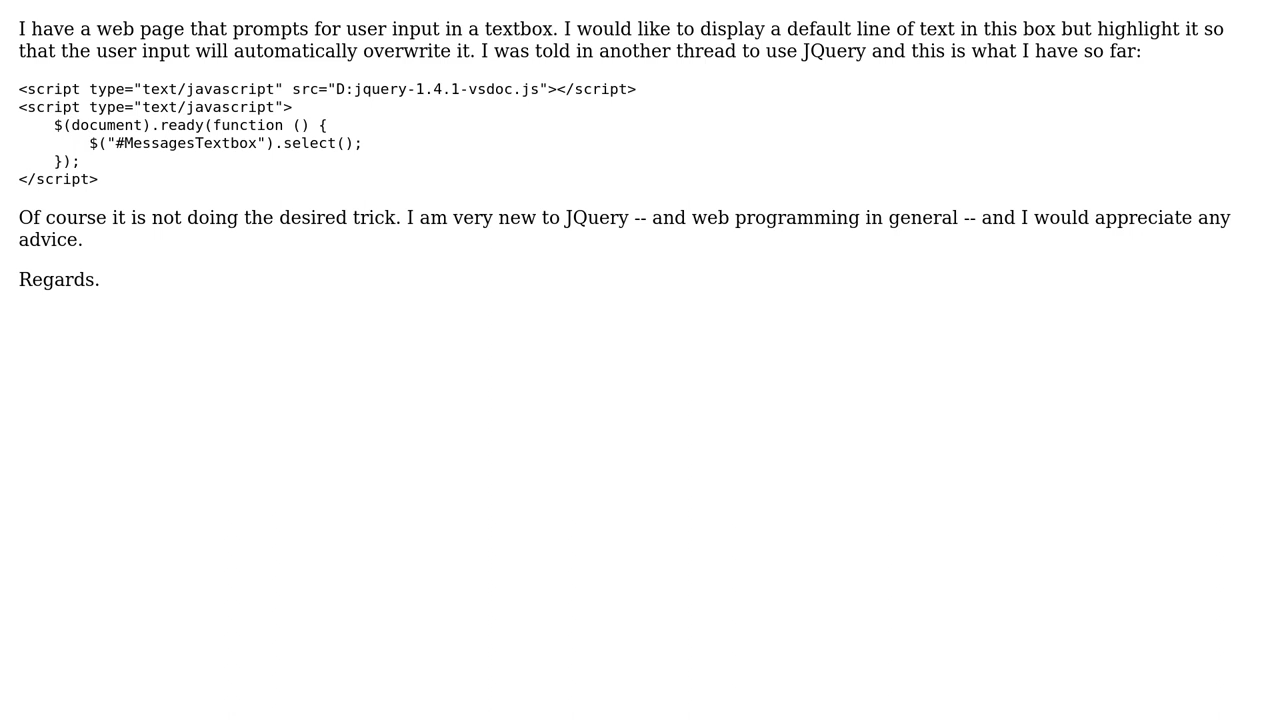 I have a web page that prompts for user input in a textbox. I would like to display a default line of text in this box but highlight it so
that the user input will automatically overwrite it. I was told in another thread to use JQuery and this is what I have so far:
<script type="text/javascript" src="D:jquery-1.4.1-vsdoc.js"></script>
<script type="text/javascript">
    $(document).ready(function () {
        $("#MessagesTextbox").select();
    });
</script>
Of course it is not doing the desired trick. I am very new to JQuery -- and web programming in general -- and I would appreciate any
advice.
Regards.